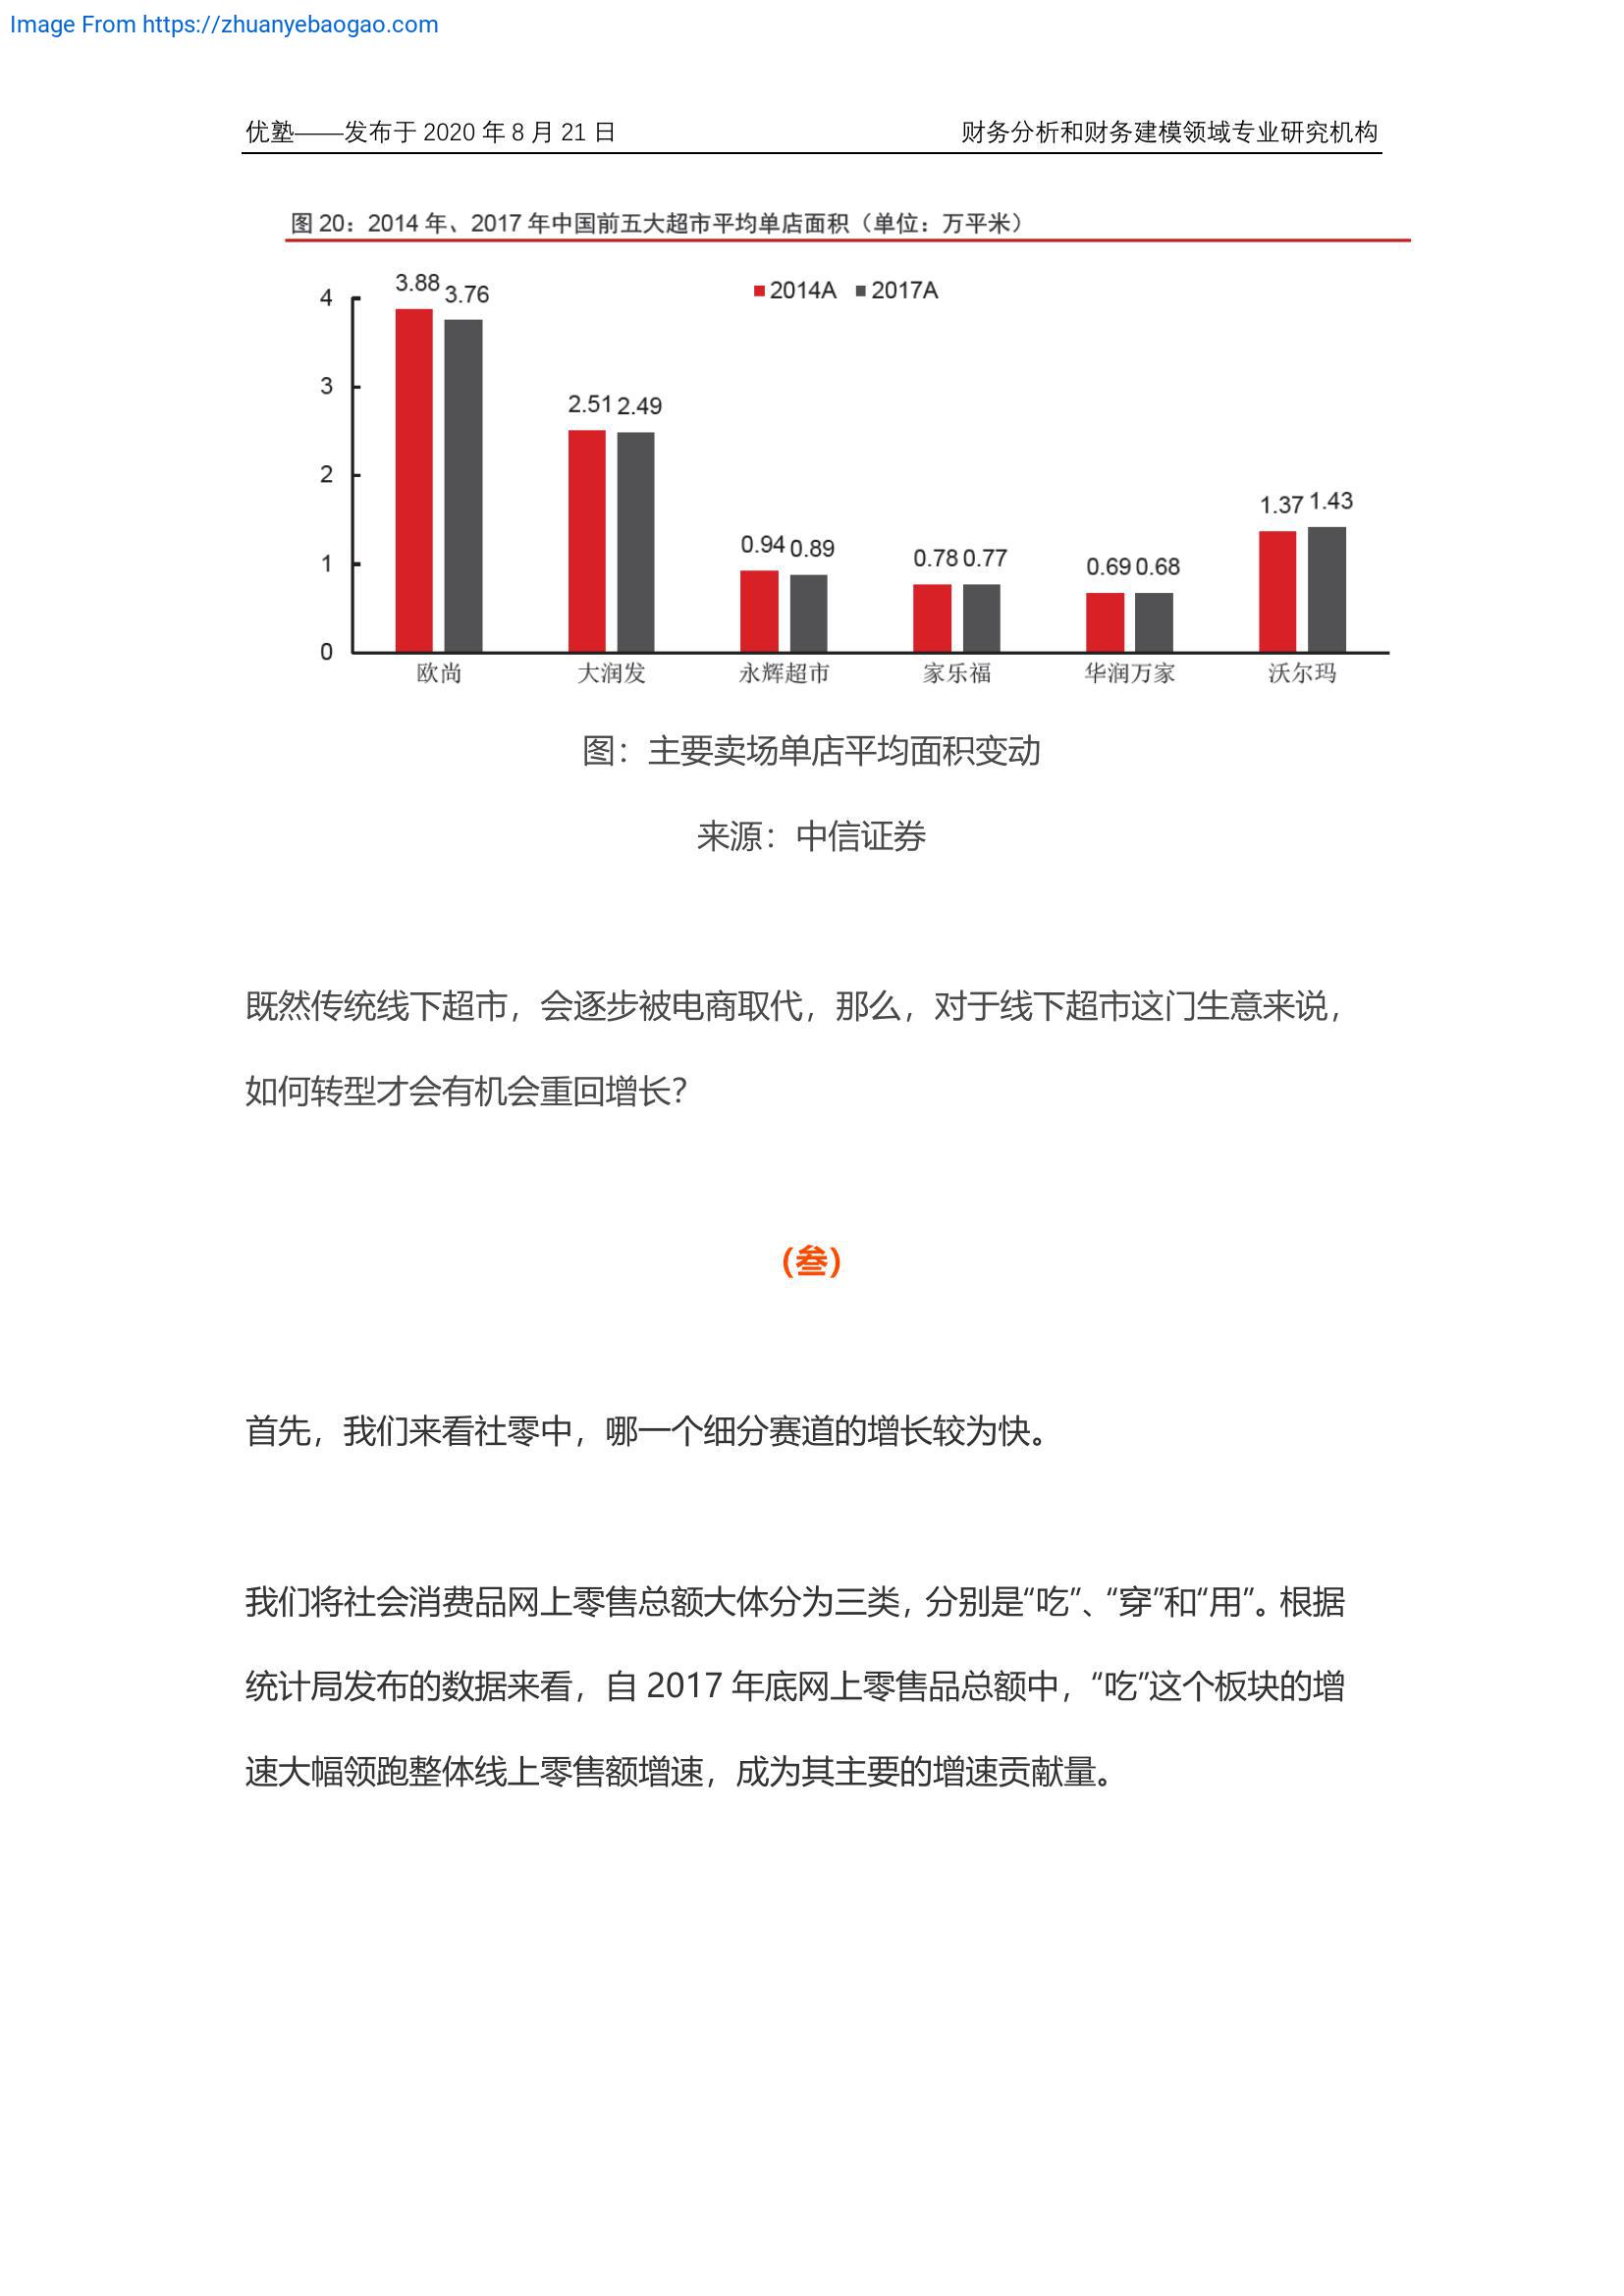 Image From https://zhuanyebaogao.com
优塾——发布于 2020 年 8 月 21 日 财务分析和财务建模领域专业研究机构
图 20：2014 年、2017 年中国前五大超市平均单店面积（单位：万平米）
2014A 2017A
4
3
2
1
0
3.88 3.76
2.51 2.49
0.94 0.89
0.78 0.77
0.69 0.68
1.37 1.43
欧尚 大润发 永辉超市 家乐福 华润万家 沃尔玛
图：主要卖场单店平均面积变动
来源：中信证券
既然传统线下超市，会逐步被电商取代，那么，对于线下超市这门生意来说，
如何转型才会有机会重回增长？
（叁）
首先，我们来看社零中，哪一个细分赛道的增长较为快。
我们将社会消费品网上零售总额大体分为三类，分别是“吃”、“穿”和“用”。根据
统计局发布的数据来看，自 2017 年底网上零售品总额中，“吃”这个板块的增
速大幅领跑整体线上零售额增速，成为其主要的增速贡献量。